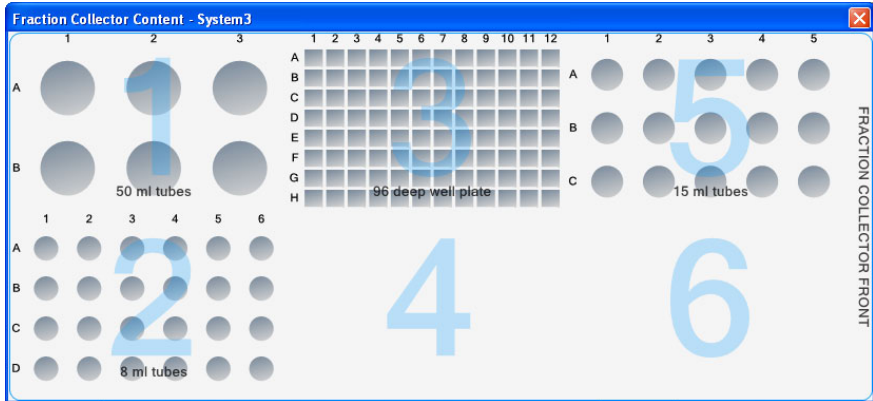 Fraction Collector Content - System3
1 2 3
A
B
1
50 ml tubes
1 2 3 4 5 6 7 8 9 10 11 12
A
B
C
D
E
F
G
H
3
96 deep well plate
1 2 3 4 5
A
B
C
5
15 ml tubes
FRACTION COLLECTOR FRONT
1 2 3 4 5 6
A
B
C
D
2
8 ml tubes
4
6